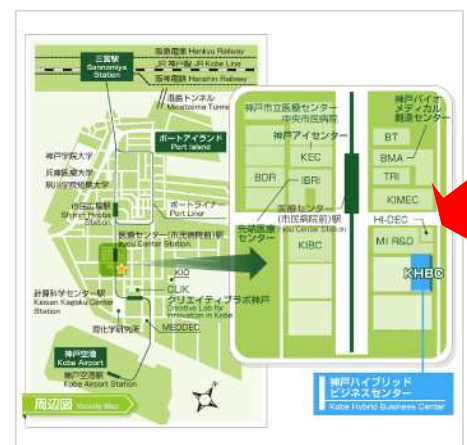 三宮駅
Sannomiya
Station
阪急電車 Hankyu Railway
JR 神戸線 JR Kobe Line
阪神電鉄 Hanshin Railway
港島トンネル
Minatojima Tunnel
ポートアイランド
Port Island
神戸学院大学
兵庫医療大学
夙川学院短期大学
市民広場駅
Shimin Hiroba
Station
ポートライナー
Port Liner
医療センター(市民病院前)駅
Iryou Center Station
KIO
CLIK
クリエイティブラボ神戸
Creative Lab for
Innovation in Kobe
計算科学センター駅
Keisan Kagaku Center
Station
理化学研究所
MEDDEC
神戸空港
Kobe Airport
神戸空港駅
Kobe Airport Station
周辺図 Vicinity Map
神戸市立医療センター
中央市民病院
神戸アイセンター
KEC
BDR
IBRI
先端医療
センター
医療センター
(市民病院前)駅
Iryou Center Station
KIBC
神戸バイオ
メディカル
創造センター
BT
BMA
TRI
KIMEC
HI-DEC
MI R&D
KHBC
神戸ハイブリッド
ビジネスセンター
Kobe Hybrid Business Center